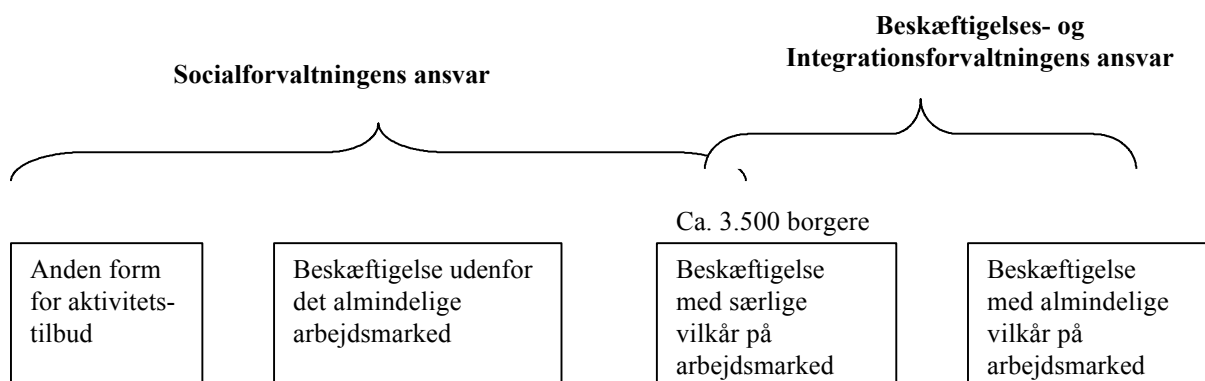 Beskæftigelses- og
Integrationsforvaltningens ansvar
Socialforvaltningens ansvar
Ca. 3.500 borgere
Anden form
for aktivitets-
tilbud
Beskæftigelse udenfor
det almindelige
arbejdsmarked
Beskæftigelse
med særlige
vilkår på
arbejdsmarked
Beskæftigelse
med almindelige
vilkår på
arbejdsmarked